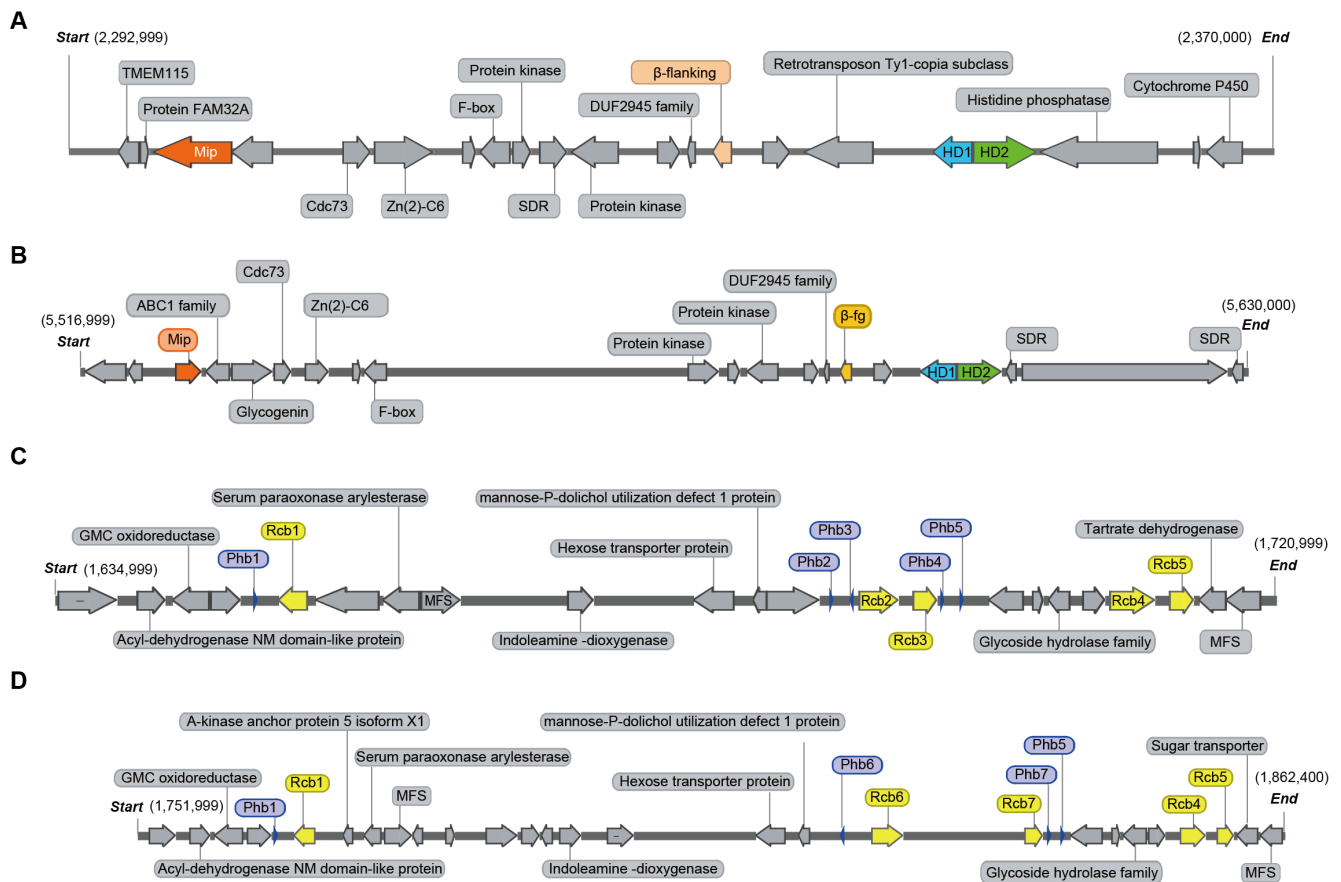 A
Start (2,292,999)
(2,370,000) End
TMEM115
Protein kinase
β-flanking
Retrotransposon Ty1-copia subclass
Protein FAM32A
F-box
DUF2945 family
Histidine phosphatase
Cytochrome P450
Mip
HD1
HD2
Cdc73
Zn(2)-C6
SDR
Protein kinase
B
Cdc73
DUF2945 family
(5,516,999)
Start
ABC1 family
Zn(2)-C6
Protein kinase
β-fg
(5,630,000)
End
Mip
Protein kinase
SDR
SDR
HD1
HD2
Glycogenin
F-box
C
Serum paraoxonase arylesterase
mannose-P-dolichol utilization defect 1 protein
GMC oxidoreductase
Rcb1
Phb3
Phb5
Tartrate dehydrogenase
Start (1,634,999)
Phb1
Hexose transporter protein
Phb2
Phb4
Rcb5
(1,720,999)
End
–
MFS
Rcb2
Rcb4
Acyl-dehydrogenase NM domain-like protein
Indoleamine -dioxygenase
Rcb3
Glycoside hydrolase family
MFS
D
A-kinase anchor protein 5 isoform X1
mannose-P-dolichol utilization defect 1 protein
Phb5
Sugar transporter
Serum paraoxonase arylesterase
GMC oxidoreductase
Rcb1
Hexose transporter protein
Phb6
Phb7
Rcb5
(1,862,400)
End
Start (1,751,999)
Phb1
MFS
Rcb6
Rcb7
Rcb4
–
Acyl-dehydrogenase NM domain-like protein
Indoleamine -dioxygenase
Glycoside hydrolase family
MFS